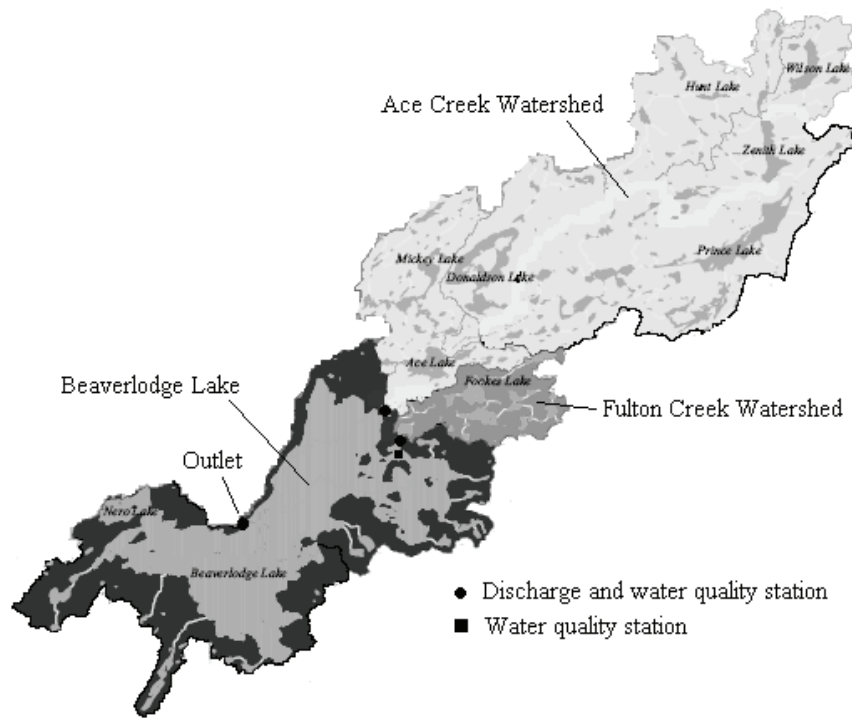 Wilson Lake
Hunt Lake
Ace Creek Watershed
Zenith Lake
Prince Lake
Mickey Lake
Donaldson Lake
Ace Lake
Fookes Lake
Beaverlodge Lake
Fulton Creek Watershed
Outlet
Nero Lake
Beaverlodge Lake
Discharge and water quality station
Water quality station